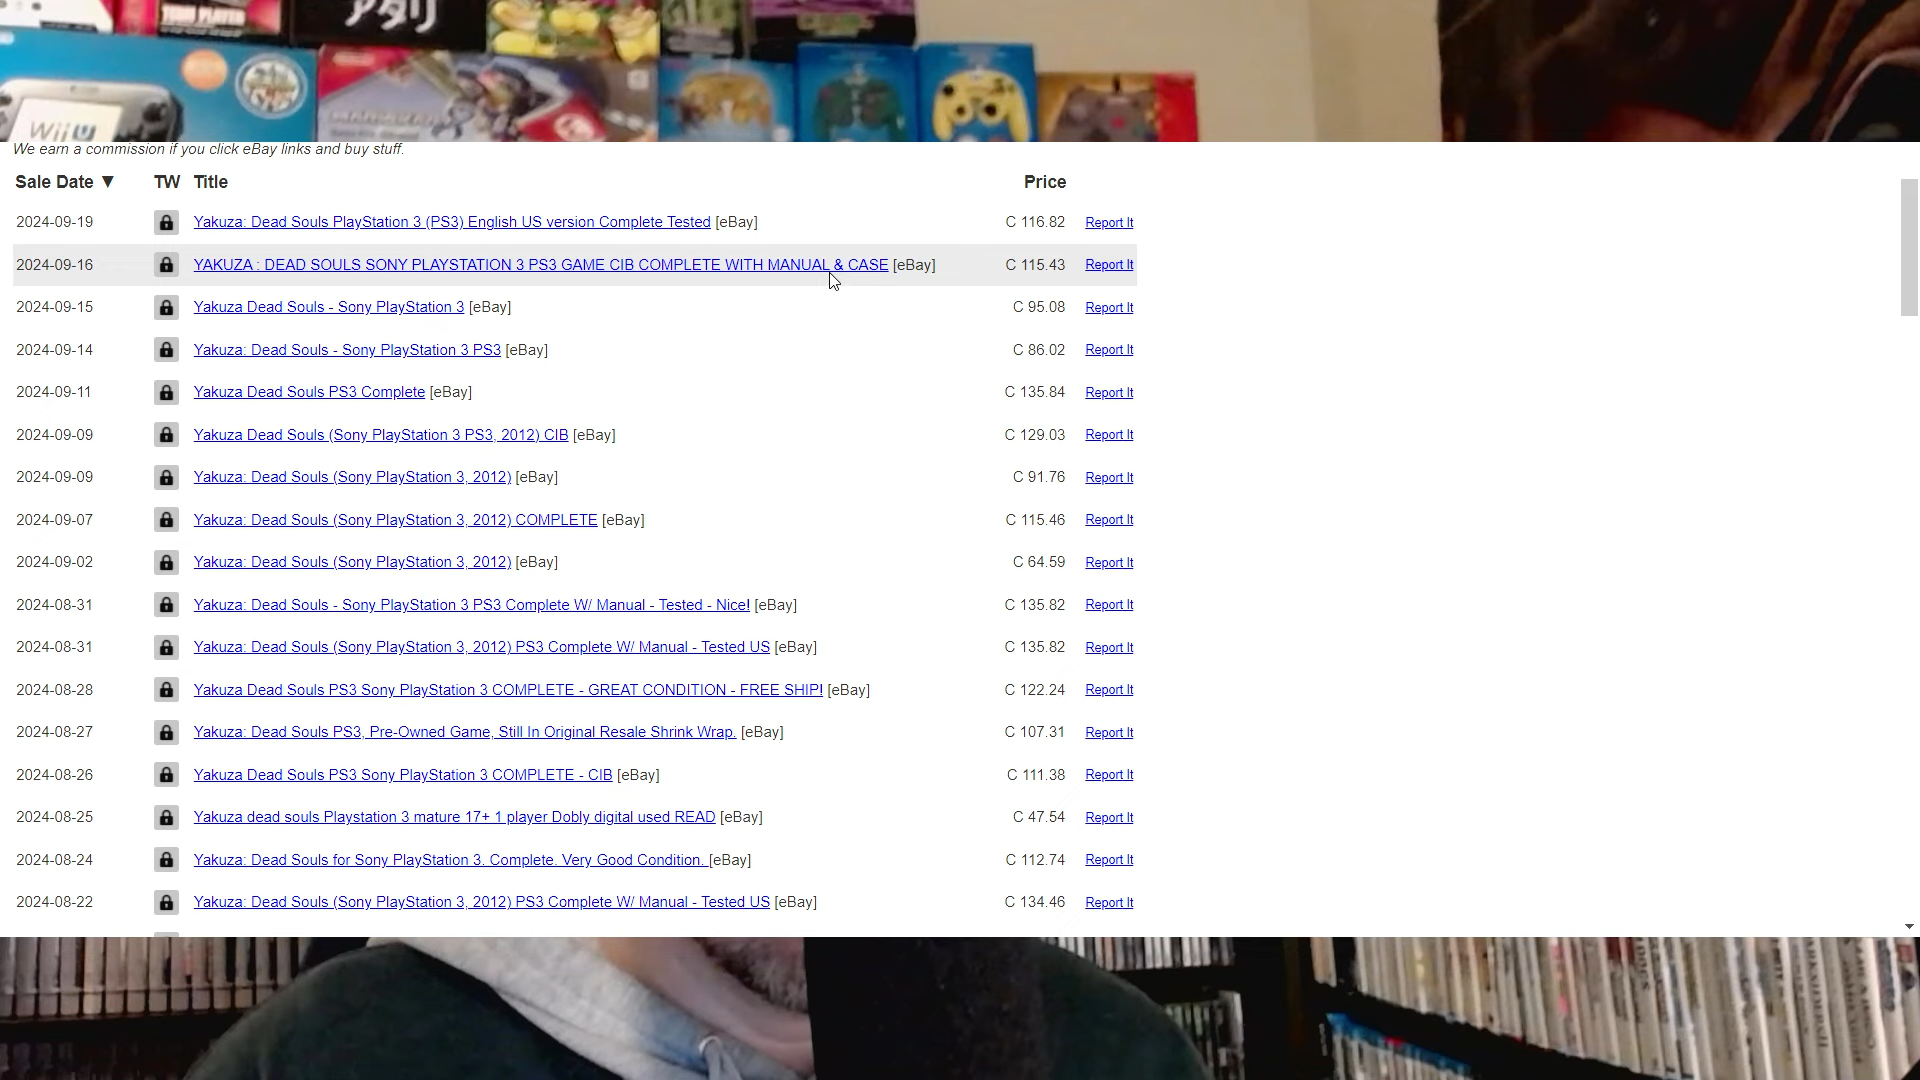 アタリ
Wii U
We earn a commission if you click eBay links and buy stuff.
Sale Date ▼ TW Title Price
2024-09-19 Yakuza: Dead Souls PlayStation 3 (PS3) English US version Complete Tested [eBay] C 116.82 Report It
2024-09-16 YAKUZA : DEAD SOULS SONY PLAYSTATION 3 PS3 GAME CIB COMPLETE WITH MANUAL & CASE [eBay] C 115.43 Report It
2024-09-15 Yakuza Dead Souls - Sony PlayStation 3 [eBay] C 95.08 Report It
2024-09-14 Yakuza: Dead Souls - Sony PlayStation 3 PS3 [eBay] C 86.02 Report It
2024-09-11 Yakuza Dead Souls PS3 Complete [eBay] C 135.84 Report It
2024-09-09 Yakuza Dead Souls (Sony PlayStation 3 PS3, 2012) CIB [eBay] C 129.03 Report It
2024-09-09 Yakuza: Dead Souls (Sony PlayStation 3, 2012) [eBay] C 91.76 Report It
2024-09-07 Yakuza: Dead Souls (Sony PlayStation 3, 2012) COMPLETE [eBay] C 115.46 Report It
2024-09-02 Yakuza: Dead Souls (Sony PlayStation 3, 2012) [eBay] C 64.59 Report It
2024-08-31 Yakuza: Dead Souls - Sony PlayStation 3 PS3 Complete W/ Manual - Tested - Nice! [eBay] C 135.82 Report It
2024-08-31 Yakuza: Dead Souls (Sony PlayStation 3, 2012) PS3 Complete W/ Manual - Tested US [eBay] C 135.82 Report It
2024-08-28 Yakuza Dead Souls PS3 Sony PlayStation 3 COMPLETE - GREAT CONDITION - FREE SHIP! [eBay] C 122.24 Report It
2024-08-27 Yakuza: Dead Souls PS3, Pre-Owned Game, Still In Original Resale Shrink Wrap. [eBay] C 107.31 Report It
2024-08-26 Yakuza Dead Souls PS3 Sony PlayStation 3 COMPLETE - CIB [eBay] C 111.38 Report It
2024-08-25 Yakuza dead souls Playstation 3 mature 17+ 1 player Dobly digital used READ [eBay] C 47.54 Report It
2024-08-24 Yakuza: Dead Souls for Sony PlayStation 3. Complete. Very Good Condition. [eBay] C 112.74 Report It
2024-08-22 Yakuza: Dead Souls (Sony PlayStation 3, 2012) PS3 Complete W/ Manual - Tested US [eBay] C 134.46 Report It